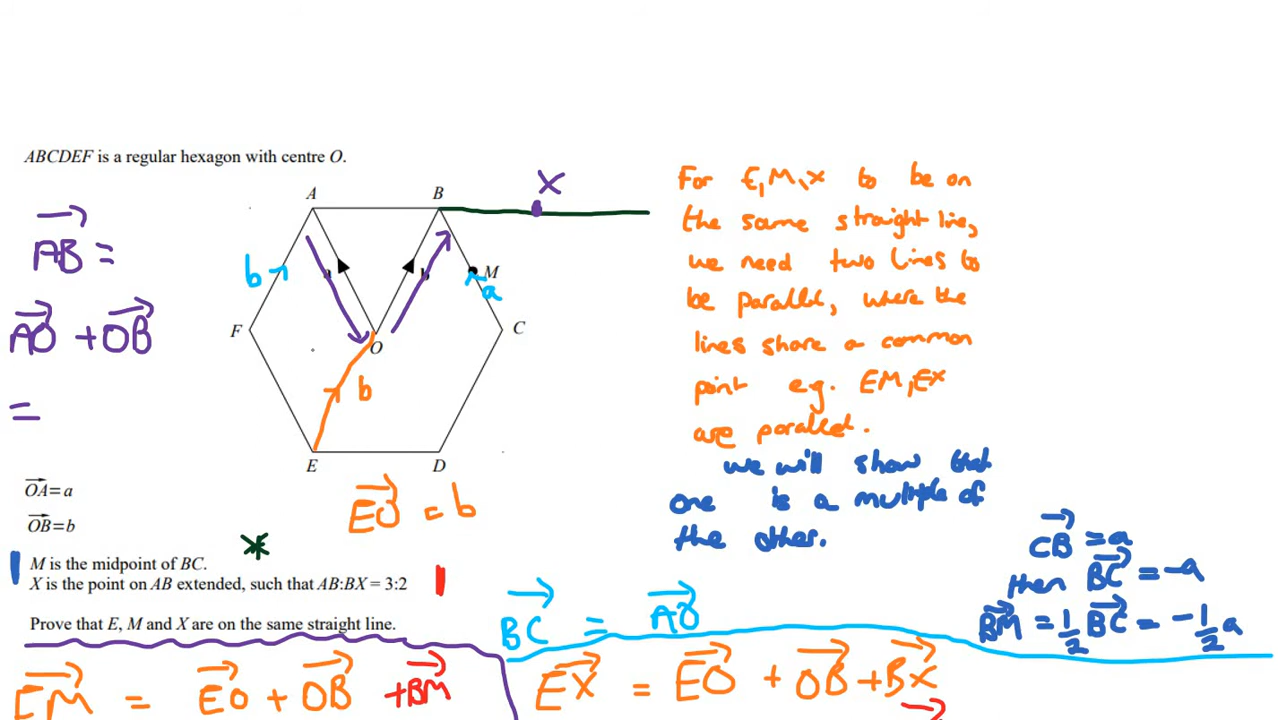 ABCDEF is a regular hexagon with centre O.
A
B
X
AB =
AO + OB
=
b
a
b
M
a
F
O
C
b
E
D
OA=a
OB=b
EO = b
*
M is the midpoint of BC.
X is the point on AB extended, such that AB:BX = 3:2
Prove that E, M and X are on the same straight line.
For E,M,X to be on
the same straight line,
we need two lines to
be parallel, where the
lines share a common
point e.g. EM, EX
are parallel.
we will show that
one is a multiple of
the other.
CB = a
then BC = -a
BM = 1/2 BC = -1/2 a
BC = AO
EM = EO + OB + BM
EX = EO + OB + BX